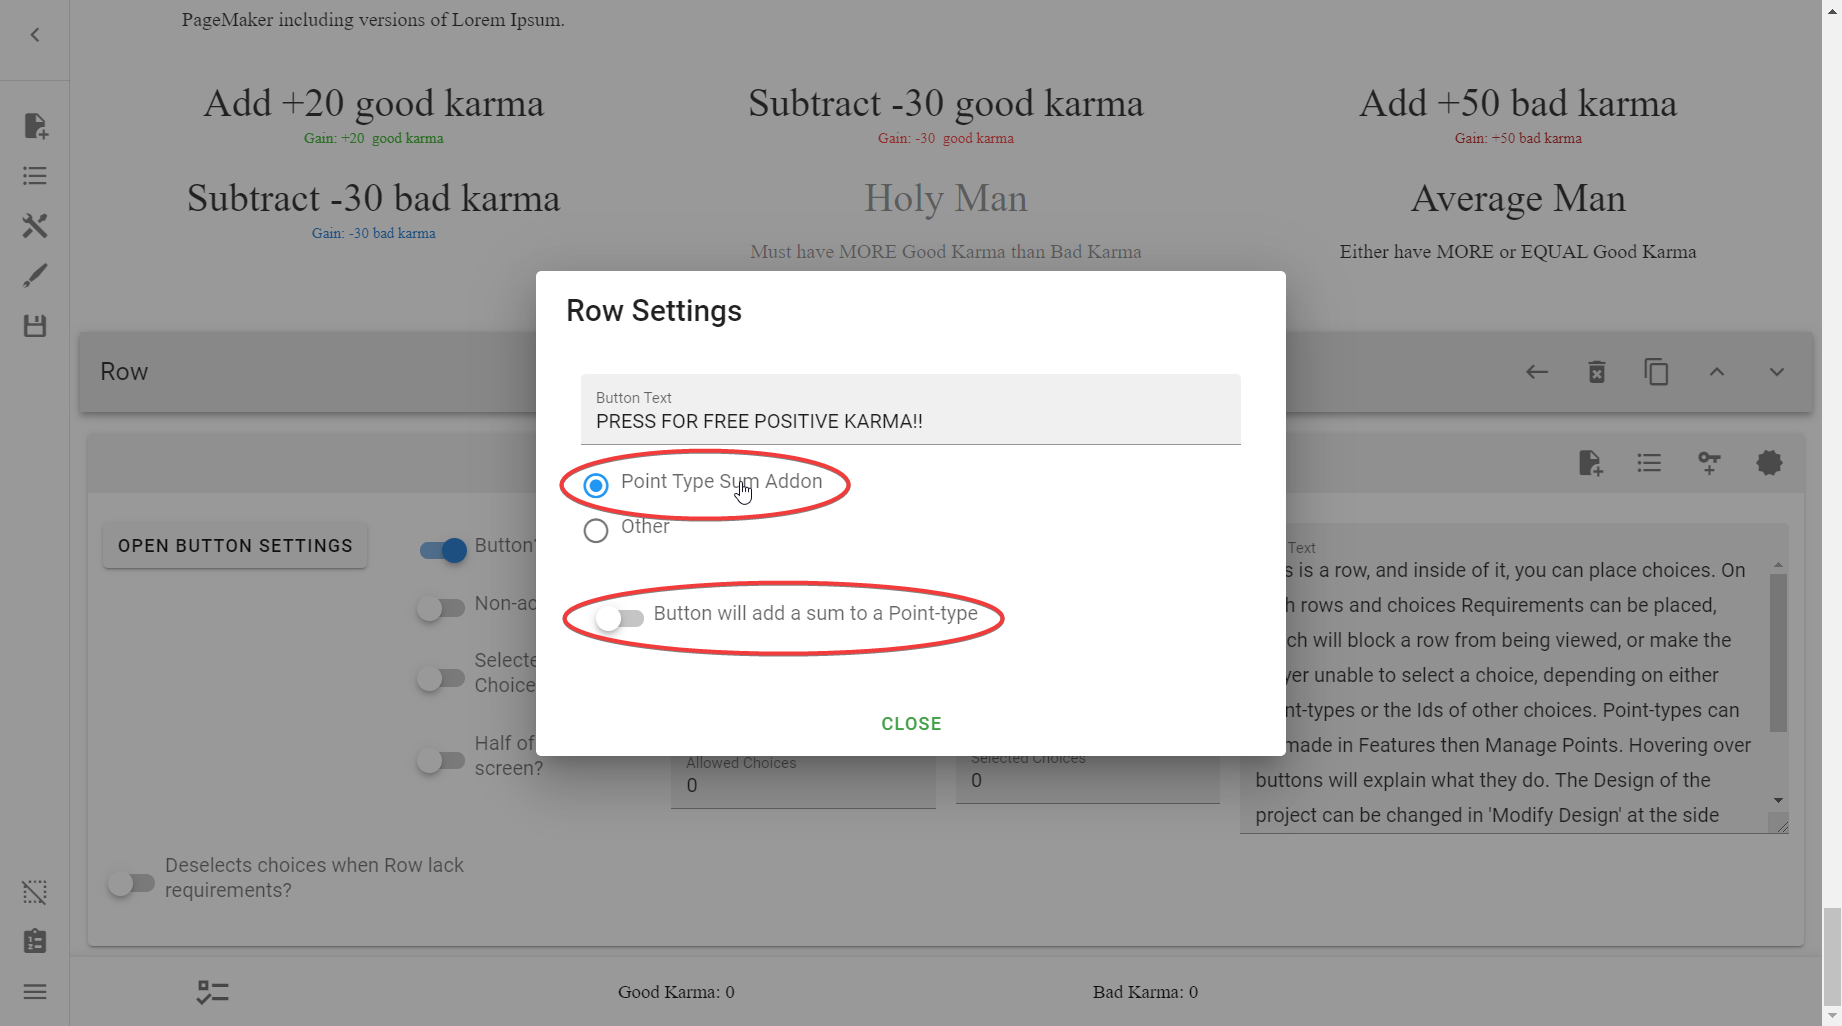 PageMaker including versions of Lorem Ipsum.
Add +20 good karma
Gain: +20 good karma
Subtract -30 good karma
Gain: -30 good karma
Add +50 bad karma
Gain: +50 bad karma
Subtract -30 bad karma
Gain: -30 bad karma
Holy Man
Must have MORE Good Karma than Bad Karma
Average Man
Either have MORE or EQUAL Good Karma
Row
Row Settings
Button Text
PRESS FOR FREE POSITIVE KARMA!!
Point Type Sum Addon
Other
Button will add a sum to a Point-type
CLOSE
OPEN BUTTON SETTINGS
Button?
Non-ac
Selecte
Choice
Half of
screen?
Deselects choices when Row lack
requirements?
Allowed Choices
0
Selected Choices
0
Text
s is a row, and inside of it, you can place choices. On
h rows and choices Requirements can be placed,
ch will block a row from being viewed, or make the
yer unable to select a choice, depending on either
nt-types or the Ids of other choices. Point-types can
made in Features then Manage Points. Hovering over
buttons will explain what they do. The Design of the
project can be changed in 'Modify Design' at the side
Good Karma: 0
Bad Karma: 0